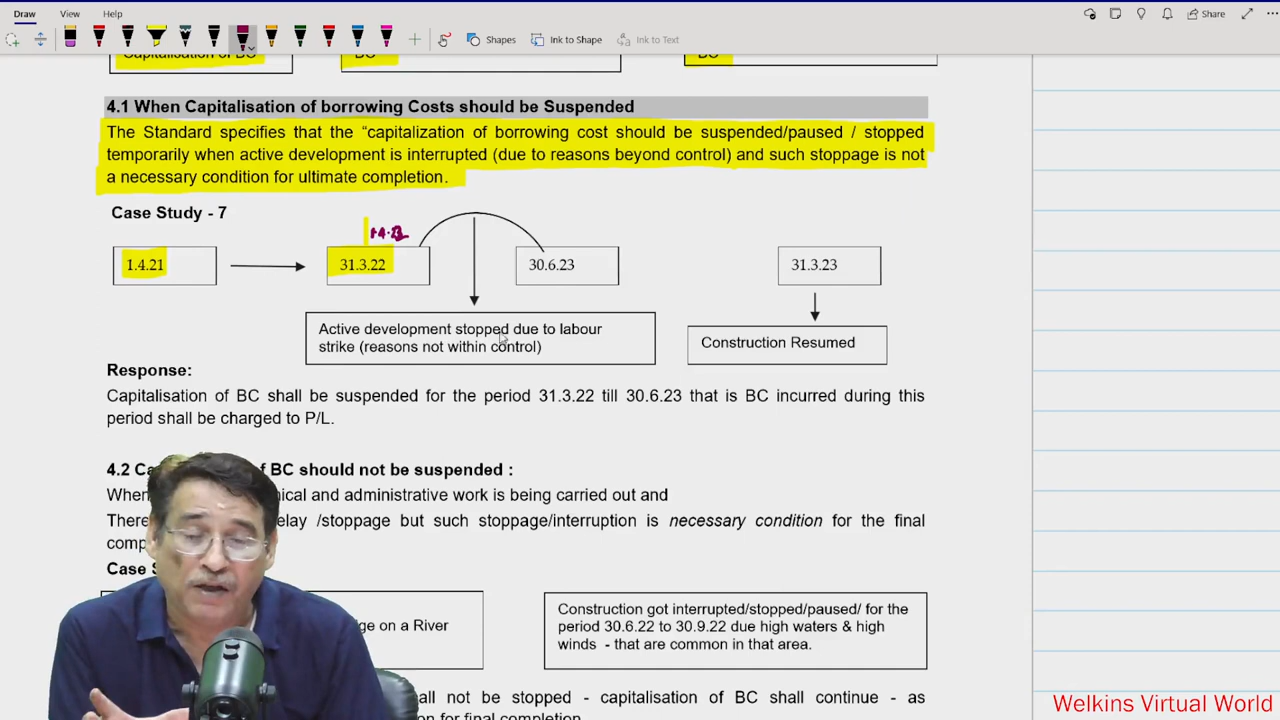 Draw View Help
Shapes Ink to Shape Ink to Text Share
Capitalisation of BC BC BC
4.1 When Capitalisation of borrowing Costs should be Suspended
The Standard specifies that the “capitalization of borrowing cost should be suspended/paused / stopped
temporarily when active development is interrupted (due to reasons beyond control) and such stoppage is not
a necessary condition for ultimate completion.
Case Study - 7
1.4.21 31.3.22 30.6.23 31.3.23
Active development stopped due to labour
strike (reasons not within control)
Construction Resumed
Response:
Capitalisation of BC shall be suspended for the period 31.3.22 till 30.6.23 that is BC incurred during this
period shall be charged to P/L.
4.2 of BC should not be suspended :
and administrative work is being carried out and
/stoppage but such stoppage/interruption is necessary condition for the final
Case
on a River
Construction got interrupted/stopped/paused/ for the
period 30.6.22 to 30.9.22 due high waters & high
winds - that are common in that area.
not be stopped - capitalisation of BC shall continue - as
for final completion
Welkins Virtual World